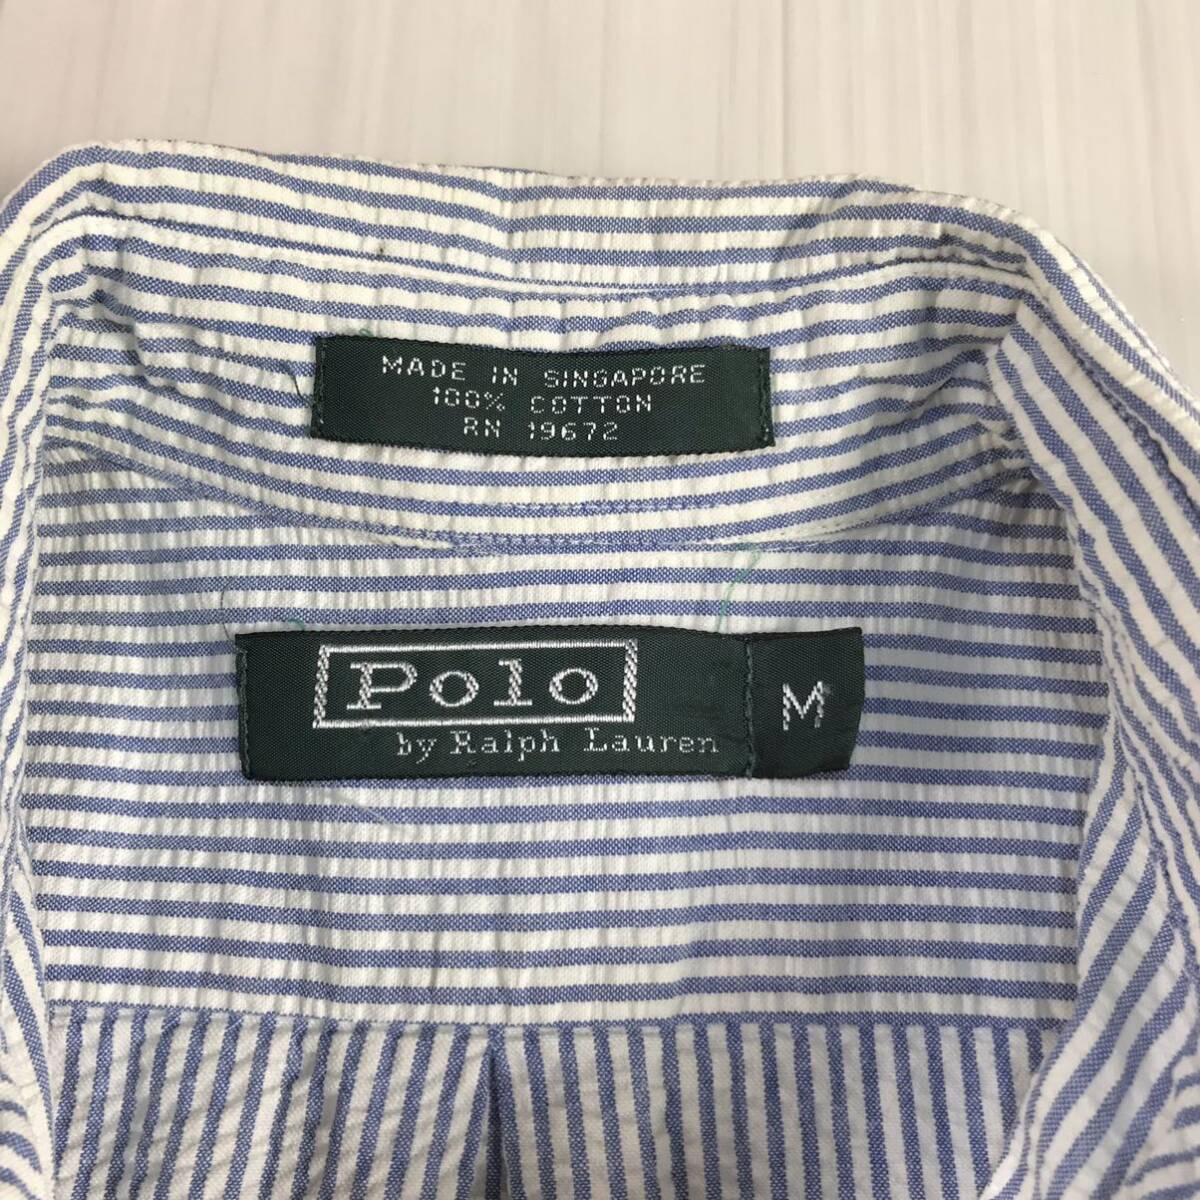 MADE IN SINGAPORE
100% COTTON
RN 19672
Polo
by Ralph Lauren
M